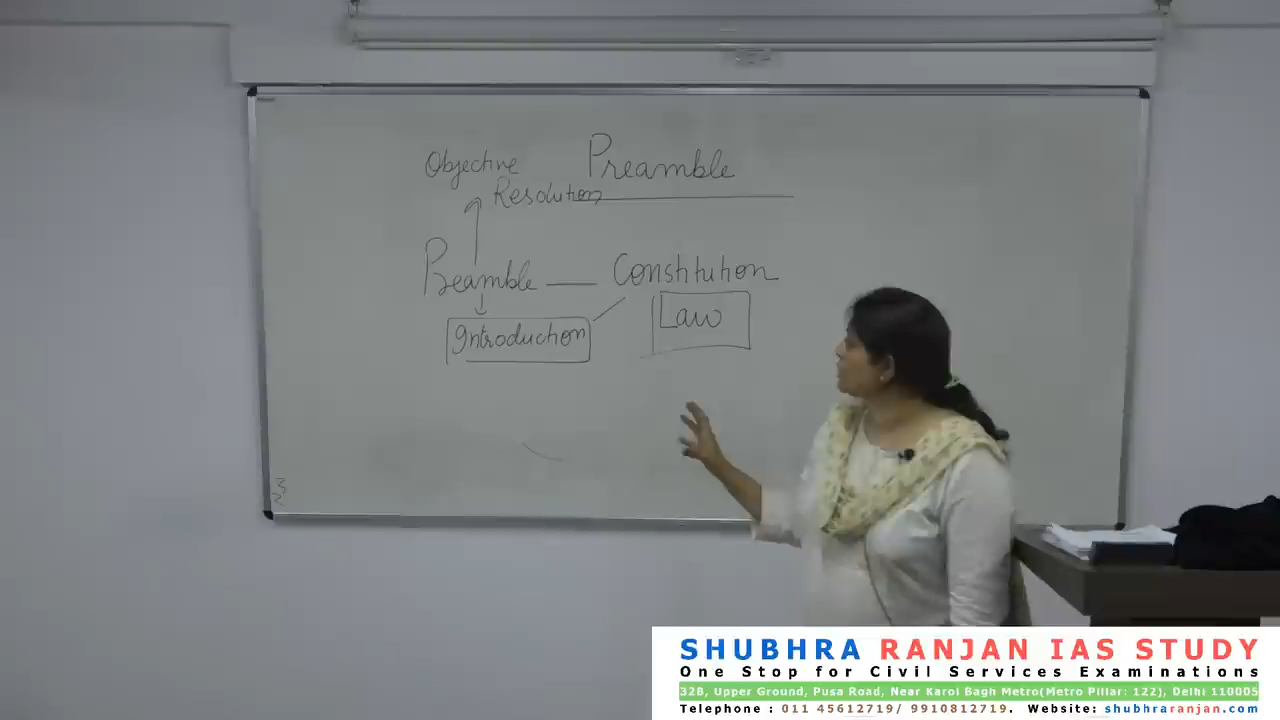 Objective Preamble
Resolution
Preamble — Constitution
Introduction Law
3
2
SHUBHRA RANJAN IAS STUDY
One Stop for Civil Services Examinations
32B, Upper Ground, Pusa Road, Near Karol Bagh Metro(Metro Pillar: 122), Delhi 110005
Telephone : 011 45612719/ 9910812719. Website: shubhraranjan.com